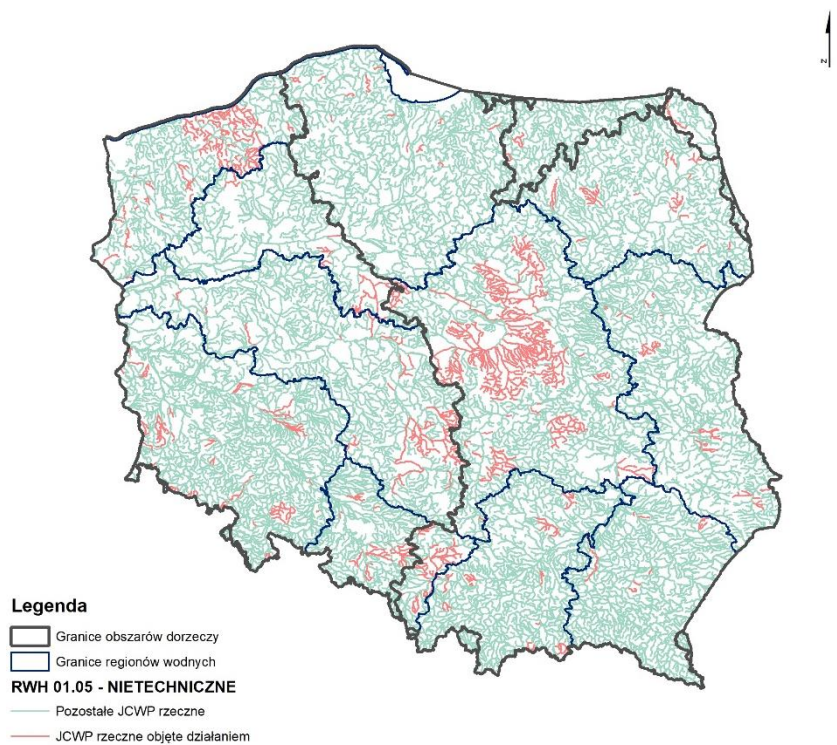 N
Legenda
Granice obszarów dorzeczy
Granice regionów wodnych
RWH 01.05 - NIETECHNICZNE
Pozostałe JCWP rzeczne
JCWP rzeczne objęte działaniem